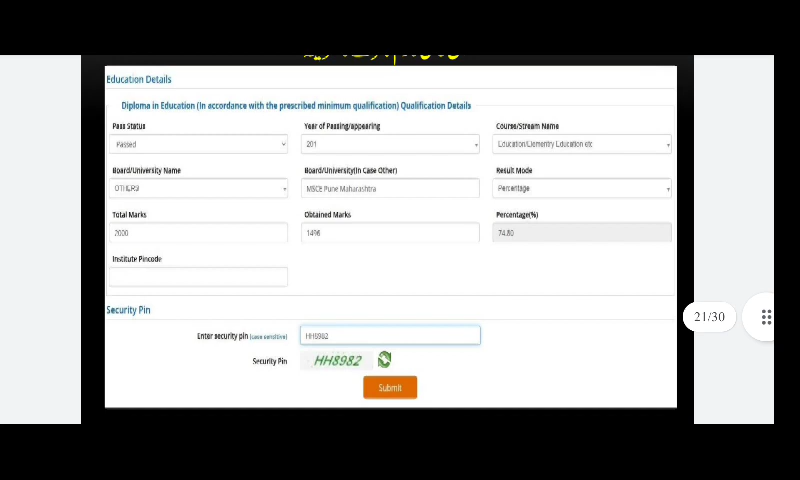 Education Details
Diploma in Education (In accordance with the prescribed minimum qualification) Qualification Details
Pass Status
Year of Passing/appearing
Course/Stream Name
Passed
201
Education/Elementry Education etc
Board/University Name
Board/University(In Case Other)
Result Mode
OTHERS
MSCE Pune Maharashtra
Percentage
Total Marks
Obtained Marks
Percentage(%)
2000
1496
74.80
Institute Pincode
Security Pin
Enter security pin (case sensitive)
HH8982
Security Pin
HH8982
Submit
21/30